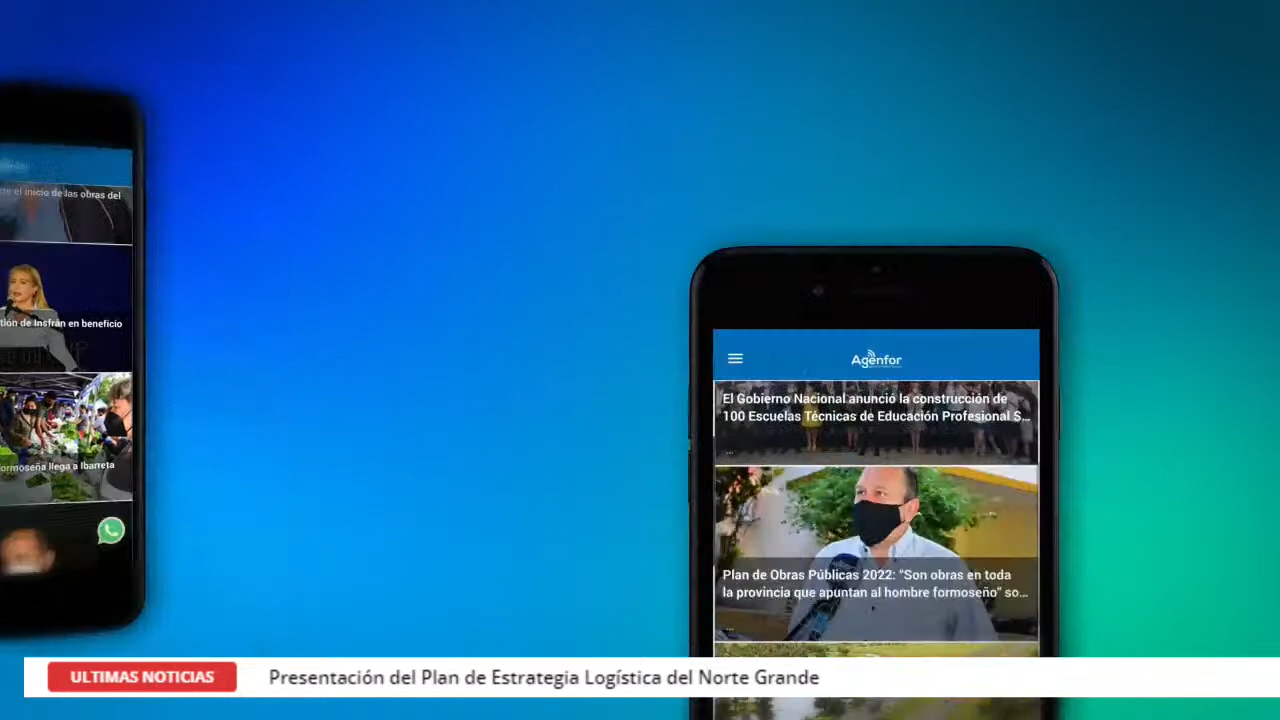 el inicio de las obras del
tión de Insfrán en beneficio
ormoseña llega a Ibarreta
Agenfor
El Gobierno Nacional anunció la construcción de
100 Escuelas Técnicas de Educación Profesional S...
...
Plan de Obras Públicas 2022: “Son obras en toda
la provincia que apuntan al hombre formoseño” so...
...
ULTIMAS NOTICIAS Presentación del Plan de Estrategia Logística del Norte Grande